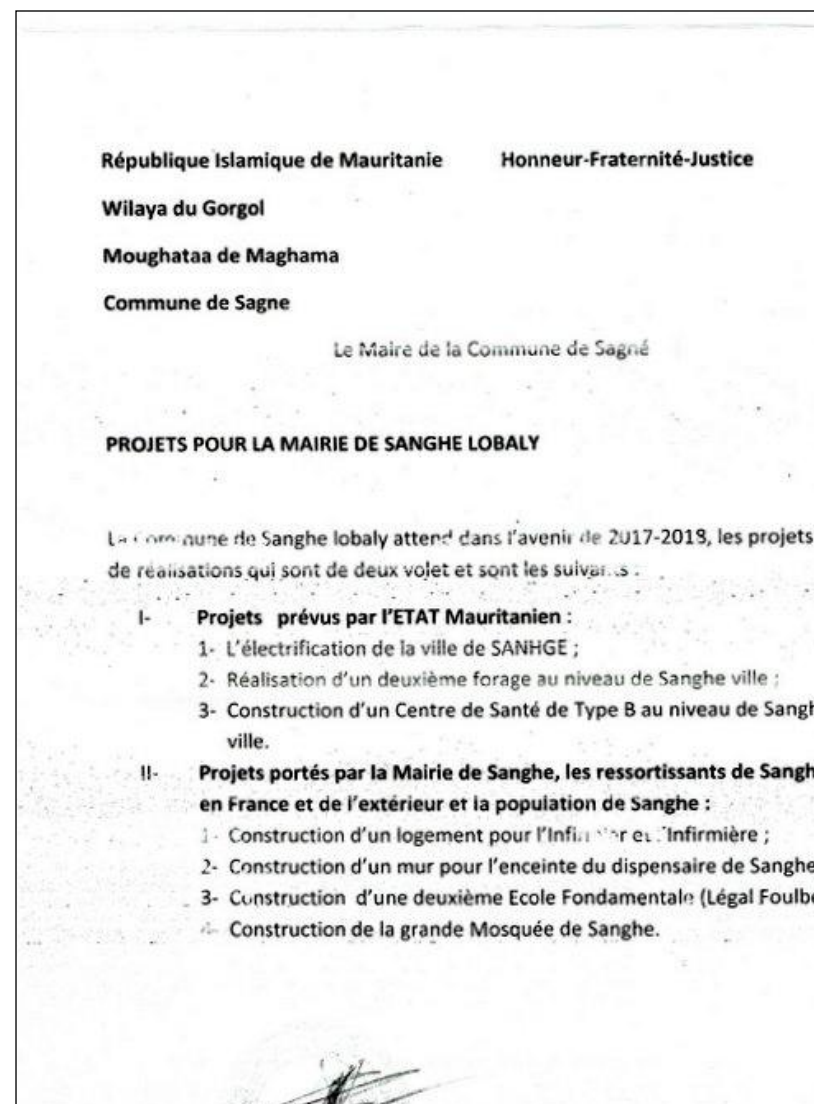 République Islamique de Mauritanie Honneur-Fraternité-Justice
Wilaya du Gorgol
Moughataa de Maghama
Commune de Sagne
Le Maire de la Commune de Sagné
PROJETS POUR LA MAIRIE DE SANGHE LOBALY
La Commune de Sanghe lobaly attend dans l'avenir de 2017-2018, les projets
de réalisations qui sont de deux volet et sont les suivants :
I- Projets prévus par l'ETAT Mauritanien :
1- L'électrification de la ville de SANHGE ;
2- Réalisation d'un deuxième forage au niveau de Sanghe ville ;
3- Construction d'un Centre de Santé de Type B au niveau de Sangh
ville.
II- Projets portés par la Mairie de Sanghe, les ressortissants de Sangh
en France et de l'extérieur et la population de Sanghe :
1- Construction d'un logement pour l'Infirmier et l'Infirmière ;
2- Construction d'un mur pour l'enceinte du dispensaire de Sanghe
3- Construction d'une deuxième Ecole Fondamentale (Légal Foulbe
4- Construction de la grande Mosquée de Sanghe.